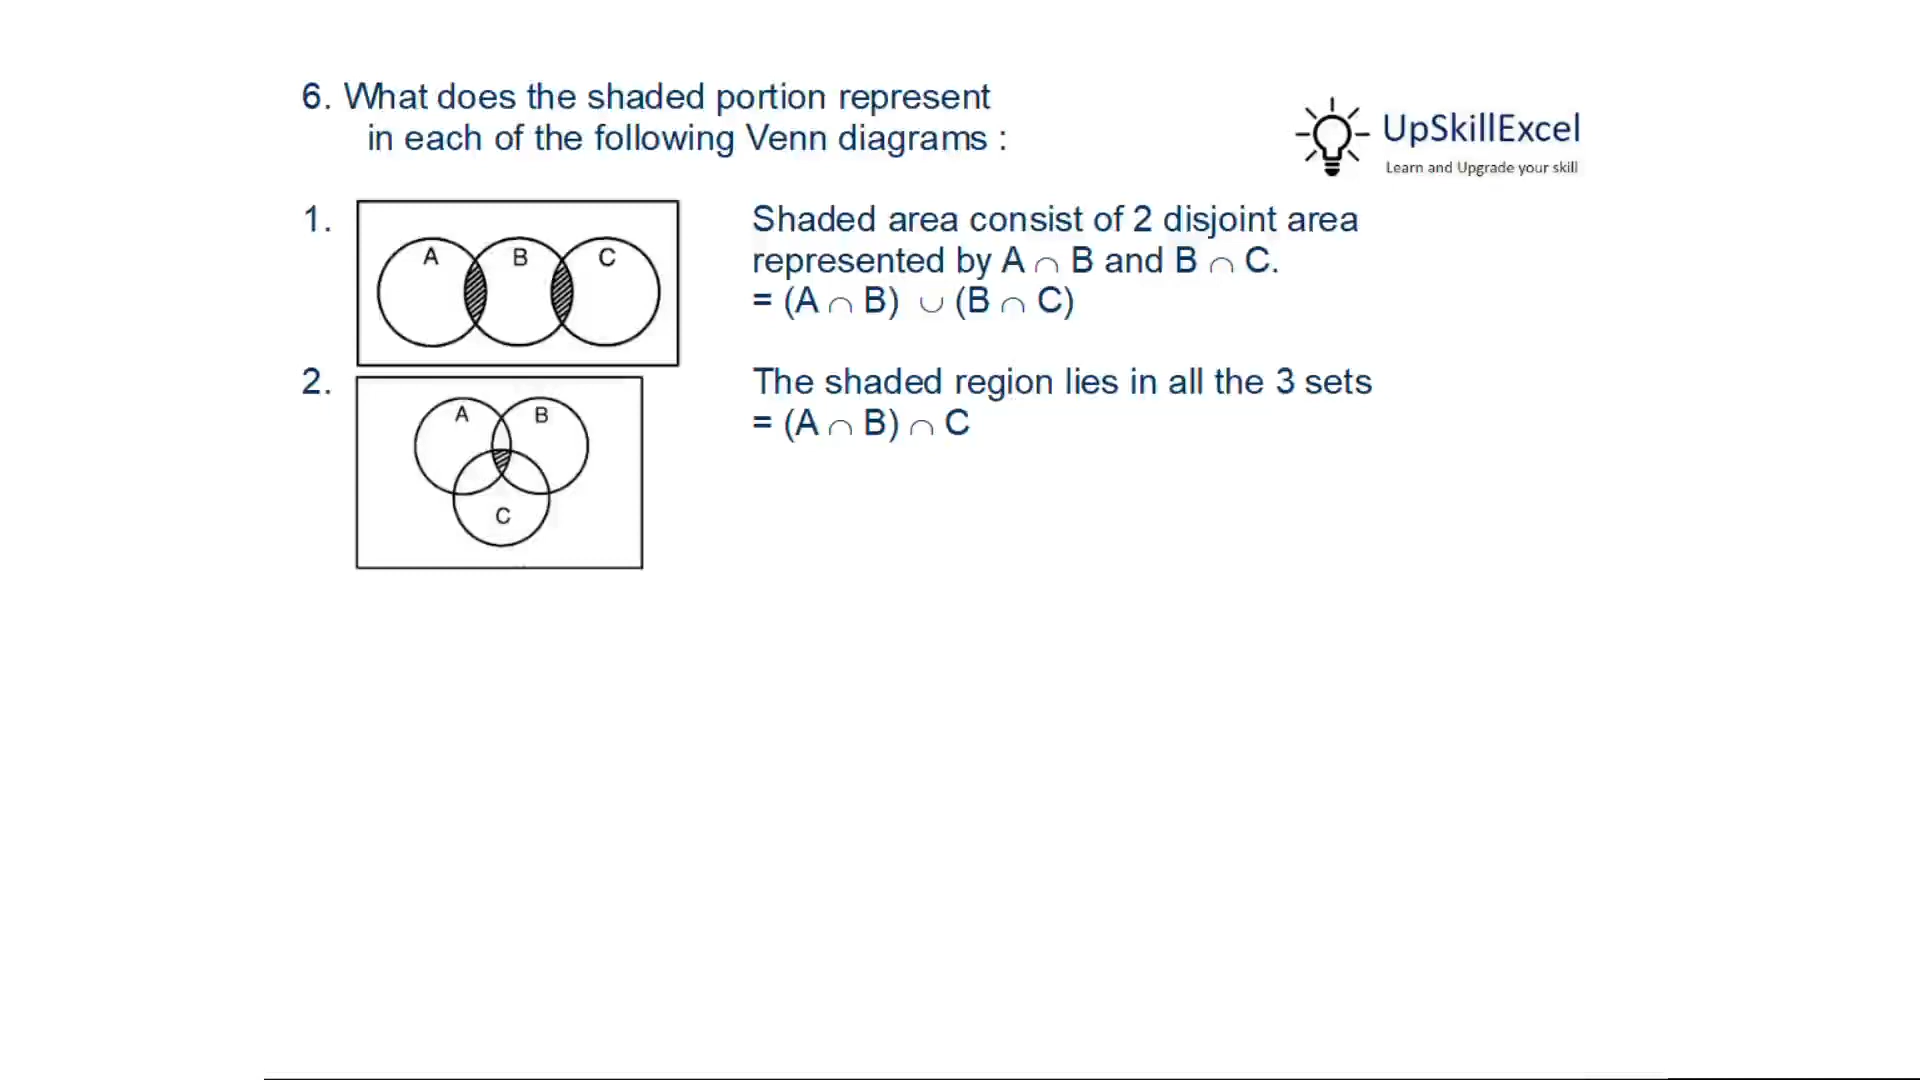 6. What does the shaded portion represent
in each of the following Venn diagrams :
UpSkillExcel
Learn and Upgrade your skill
1.
A B C
Shaded area consist of 2 disjoint area
represented by A ∩ B and B ∩ C.
= (A ∩ B) ∪ (B ∩ C)
2.
A B
C
The shaded region lies in all the 3 sets
= (A ∩ B) ∩ C